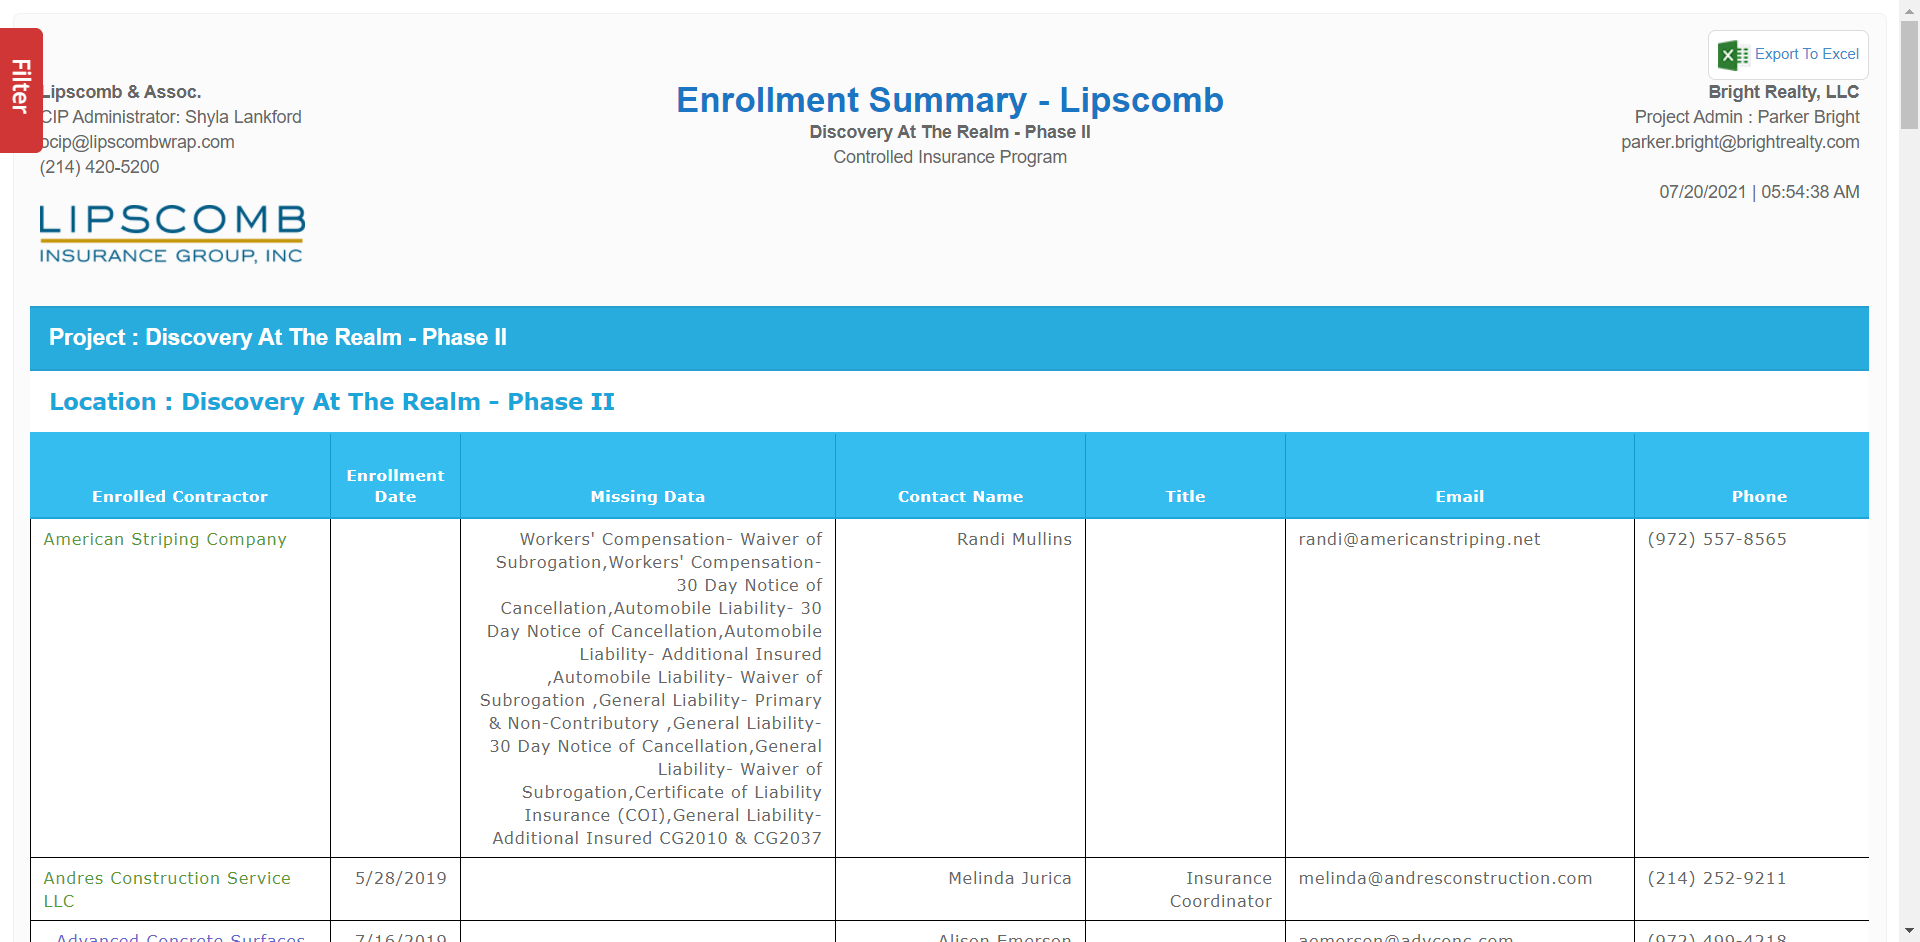 Filter
Export To Excel
Lipscomb & Assoc.
CIP Administrator: Shyla Lankford
ocip@lipscombwrap.com
(214) 420-5200
LIPSCOMB
INSURANCE GROUP, INC
Enrollment Summary - Lipscomb
Discovery At The Realm - Phase II
Controlled Insurance Program
Bright Realty, LLC
Project Admin : Parker Bright
parker.bright@brightrealty.com
07/20/2021 | 05:54:38 AM
Project : Discovery At The Realm - Phase II
Location : Discovery At The Realm - Phase II
Enrolled Contractor
Enrollment
Date
Missing Data
Contact Name
Title
Email
Phone
American Striping Company
Workers' Compensation- Waiver of
Subrogation,Workers' Compensation-
30 Day Notice of
Cancellation,Automobile Liability- 30
Day Notice of Cancellation,Automobile
Liability- Additional Insured
,Automobile Liability- Waiver of
Subrogation ,General Liability- Primary
& Non-Contributory ,General Liability-
30 Day Notice of Cancellation,General
Liability- Waiver of
Subrogation,Certificate of Liability
Insurance (COI),General Liability-
Additional Insured CG2010 & CG2037
Randi Mullins
randi@americanstriping.net
(972) 557-8565
Andres Construction Service
LLC
5/28/2019
Melinda Jurica
Insurance
Coordinator
melinda@andresconstruction.com
(214) 252-9211
Advanced Concrete Surfaces
7/16/2019
Alison Emerson
aemerson@advconc.com
(972) 499-4218